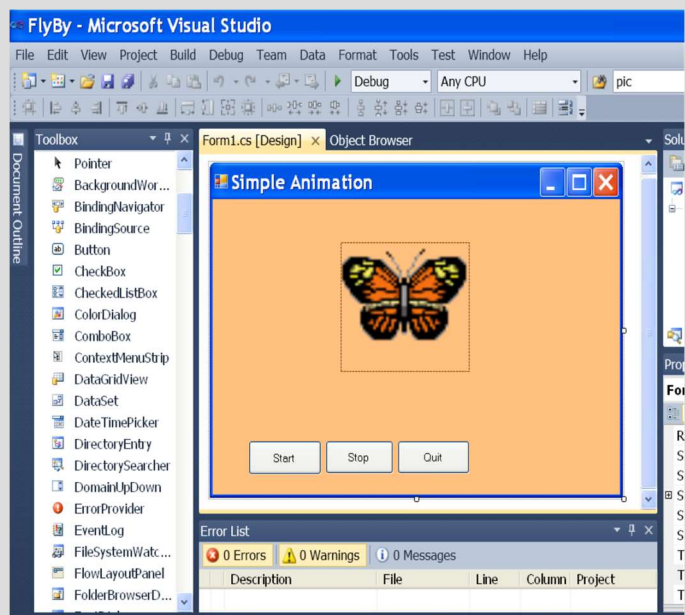 FlyBy - Microsoft Visual Studio
File Edit View Project Build Debug Team Data Format Tools Test Window Help
Debug Any CPU pic
Document Outline
Toolbox
Form1.cs [Design] Object Browser
Solu
Pointer
BackgroundWor...
BindingNavigator
BindingSource
Button
CheckBox
CheckedListBox
ColorDialog
ComboBox
ContextMenuStrip
DataGridView
DataSet
DateTimePicker
DirectoryEntry
DirectorySearcher
DomainUpDown
ErrorProvider
EventLog
FileSystemWatc...
FlowLayoutPanel
FolderBrowserD...
Simple Animation
Start Stop Quit
Error List
0 Errors 0 Warnings 0 Messages
Description File Line Column Project
Prop
For
R
S
S
S
S
S
T
T
T